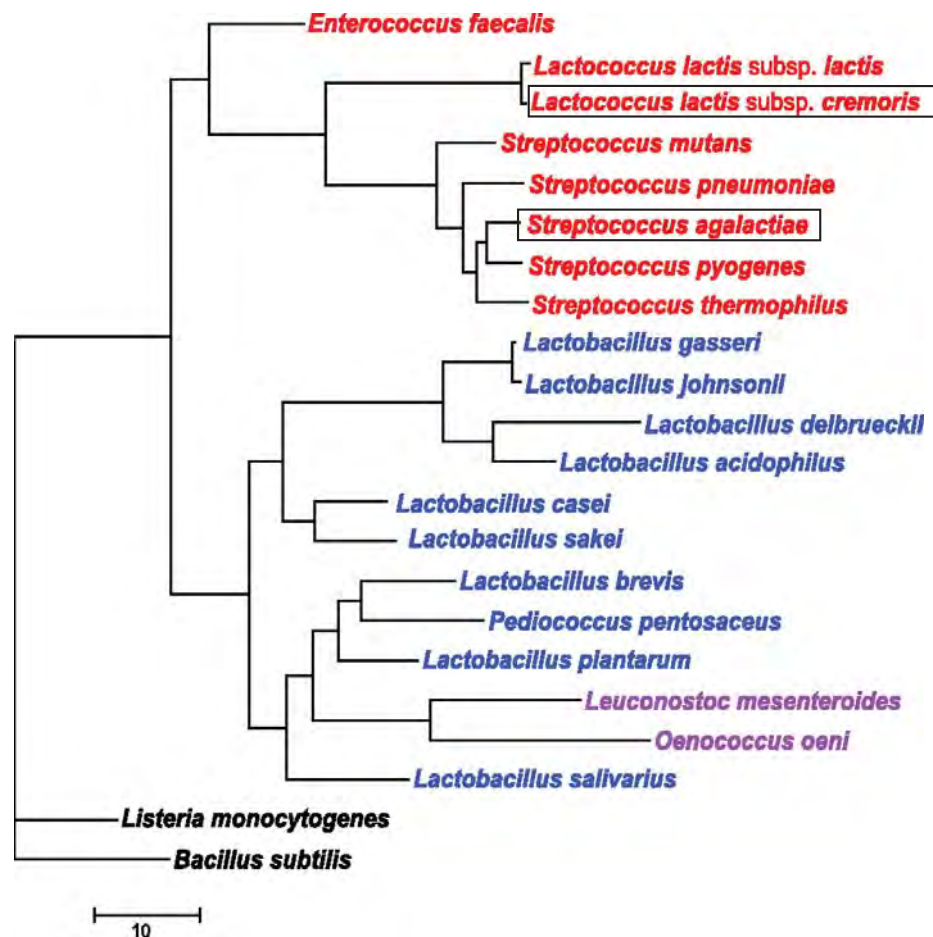 Enterococcus faecalis
Lactococcus lactis subsp. lactis
Lactococcus lactis subsp. cremoris
Streptococcus mutans
Streptococcus pneumoniae
Streptococcus agalactiae
Streptococcus pyogenes
Streptococcus thermophilus
Lactobacillus gasseri
Lactobacillus johnsonii
Lactobacillus delbrueckii
Lactobacillus acidophilus
Lactobacillus casei
Lactobacillus sakei
Lactobacillus brevis
Pediococcus pentosaceus
Lactobacillus plantarum
Leuconostoc mesenteroides
Oenococcus oeni
Lactobacillus salivarius
Listeria monocytogenes
Bacillus subtilis
10